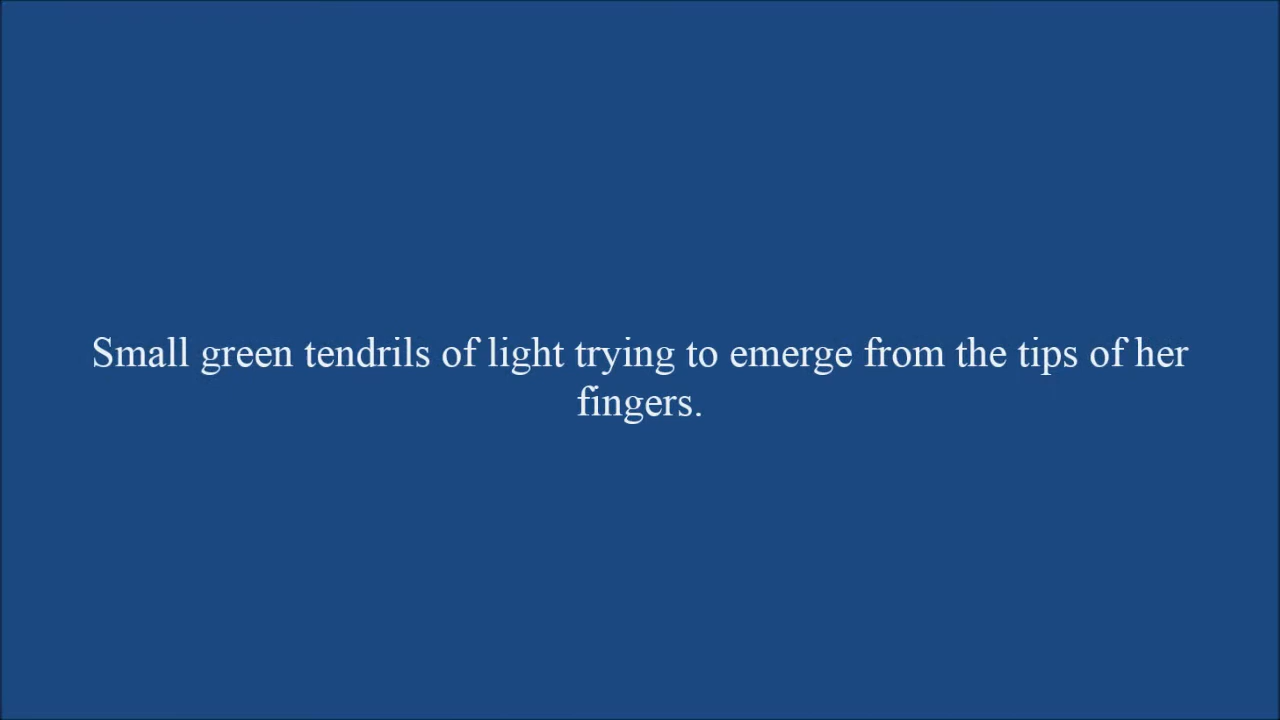 Small green tendrils of light trying to emerge from the tips of her
fingers.